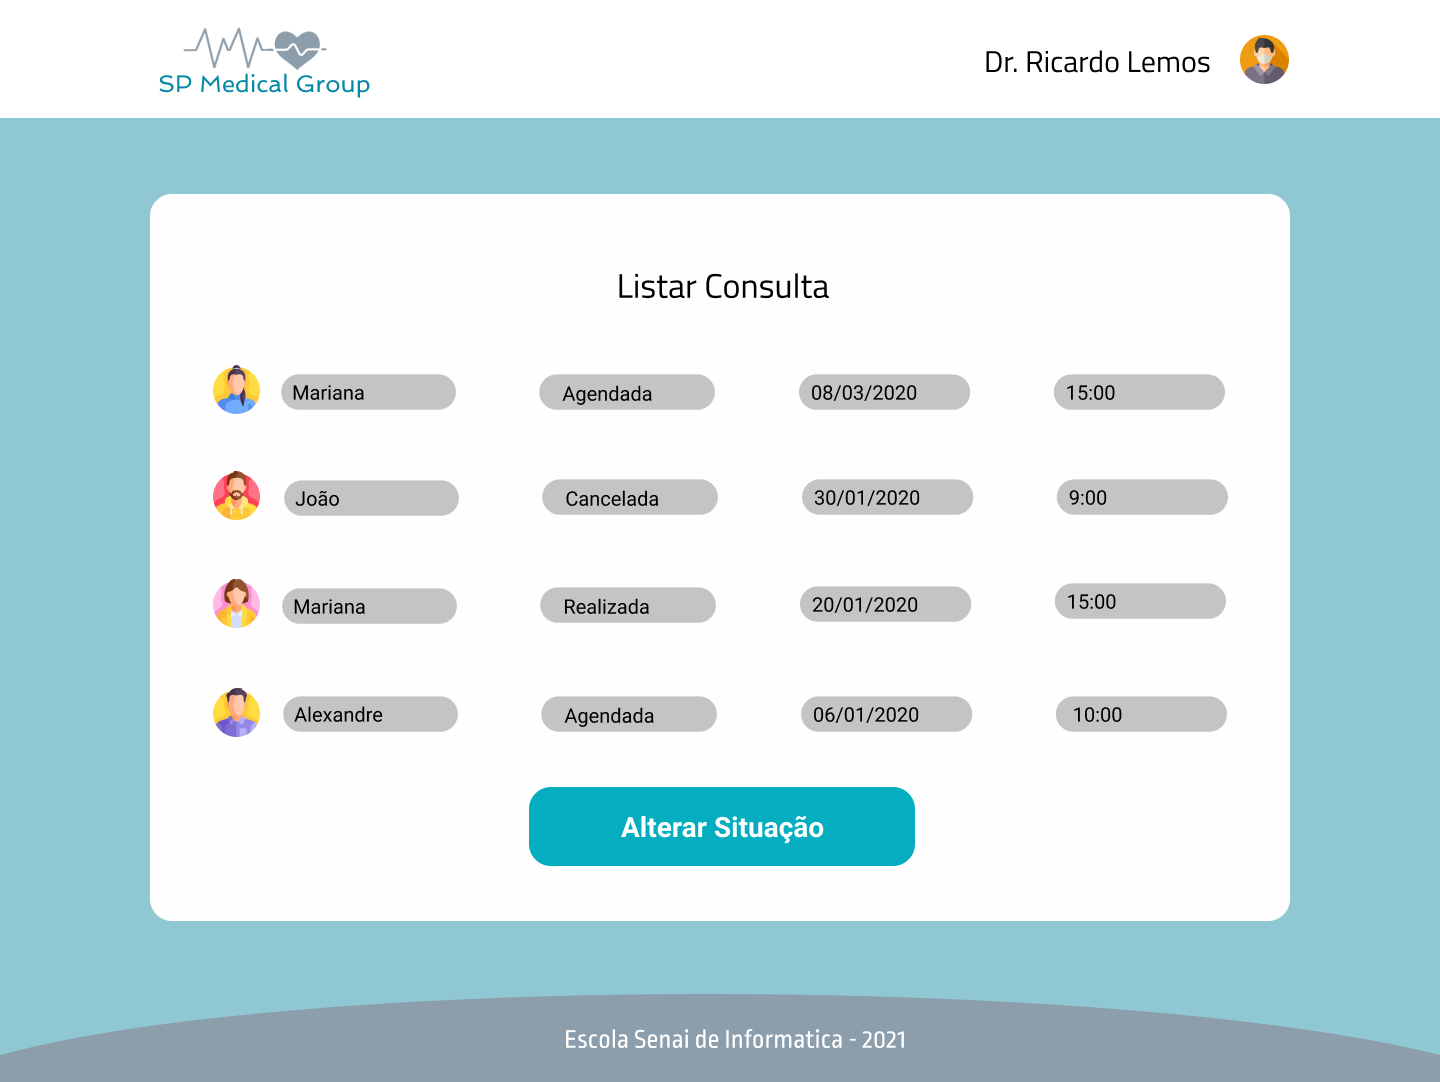 SP Medical Group
Dr. Ricardo Lemos
Listar Consulta
Mariana Agendada 08/03/2020 15:00
João Cancelada 30/01/2020 9:00
Mariana Realizada 20/01/2020 15:00
Alexandre Agendada 06/01/2020 10:00
Alterar Situação
Escola Senai de Informatica - 2021